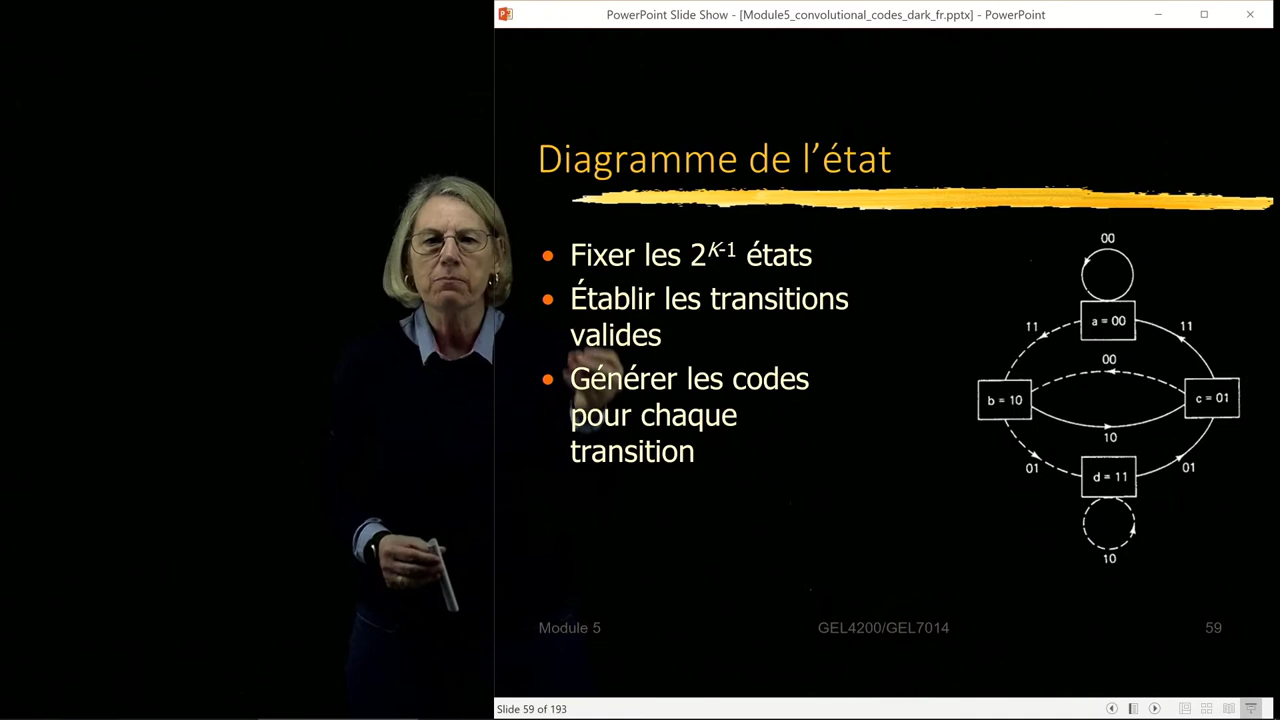 PowerPoint Slide Show - [Module5_convolutional_codes_dark_fr.pptx] - PowerPoint
Diagramme de l’état
• Fixer les 2^K-1 états
• Établir les transitions
valides
• Générer les codes
pour chaque
transition
00
a = 00
11
11
00
b = 10
c = 01
10
01
01
d = 11
10
Module 5
GEL4200/GEL7014
59
Slide 59 of 193